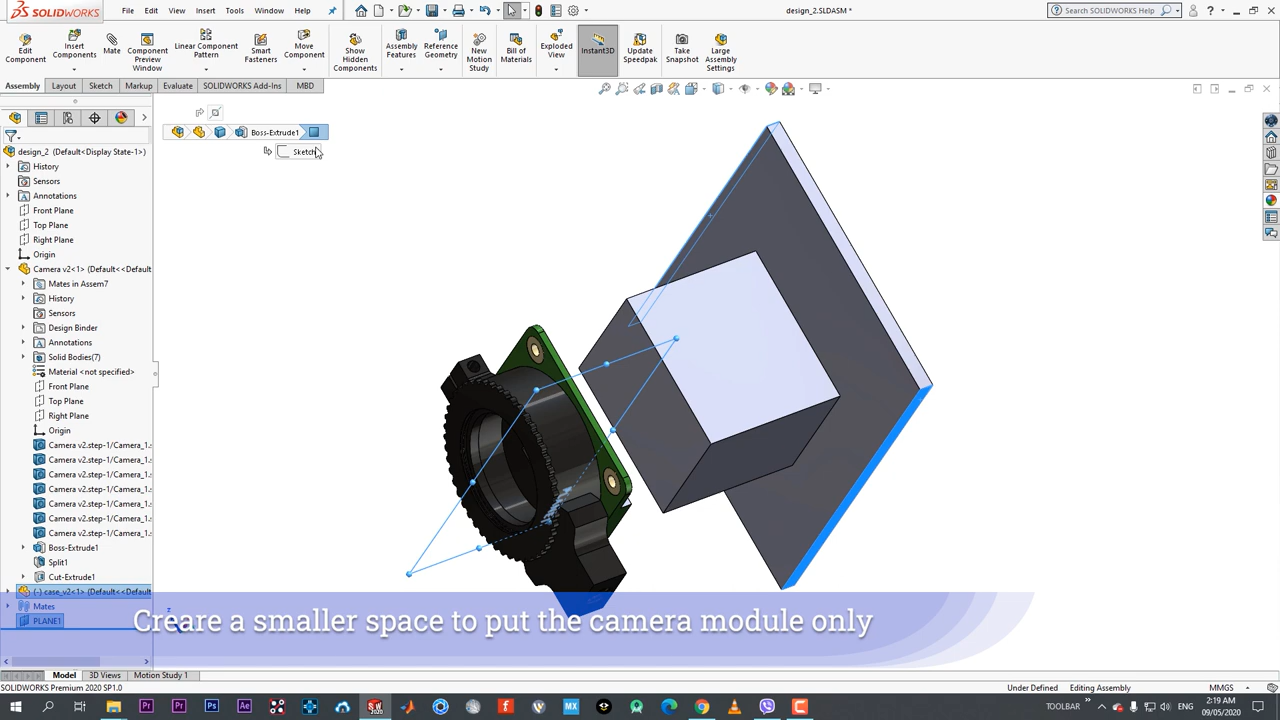 SOLIDWORKS
File
Edit
View
Insert
Tools
Window
Help
design_2.SLDASM *
Search SOLIDWORKS Help
Edit Component
Insert Components
Mate
Component Preview Window
Linear Component Pattern
Smart Fasteners
Move Component
Show Hidden Components
Assembly Features
Reference Geometry
New Motion Study
Bill of Materials
Exploded View
Instant3D
Update Speedpak
Take Snapshot
Large Assembly Settings
Assembly
Layout
Sketch
Markup
Evaluate
SOLIDWORKS Add-Ins
MBD
Boss-Extrude1
Sketch
design_2 (Default<Display State-1>)
History
Sensors
Annotations
Front Plane
Top Plane
Right Plane
Origin
Camera v2<1> (Default<<Default
Mates in Assem7
History
Sensors
Design Binder
Annotations
Solid Bodies(7)
Material <not specified>
Front Plane
Top Plane
Right Plane
Origin
Camera v2.step-1/Camera_1.
Camera v2.step-1/Camera_1.
Camera v2.step-1/Camera_1.
Camera v2.step-1/Camera_1.
Camera v2.step-1/Camera_1.
Camera v2.step-1/Camera_1.
Camera v2.step-1/Camera_1.
Boss-Extrude1
Split1
Cut-Extrude1
(-) case_v2<1> (Default<<Default
Mates
PLANE1
Creare a smaller space to put the camera module only
Model
3D Views
Motion Study 1
SOLIDWORKS Premium 2020 SP1.0
Under Defined
Editing Assembly
MMGS
TOOLBAR
ENG
2:19 AM
09/05/2020